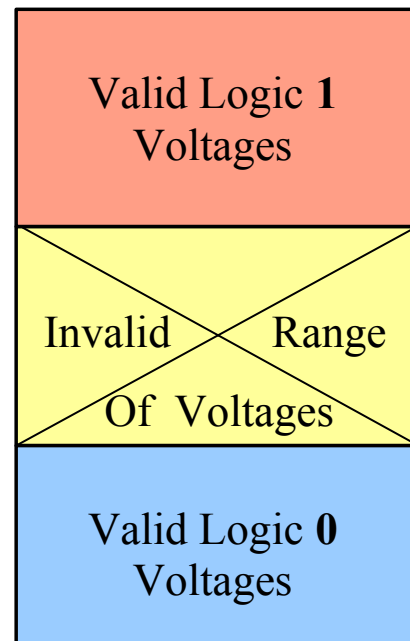 Valid Logic 1
Voltages
Invalid Range
Of Voltages
Valid Logic 0
Voltages